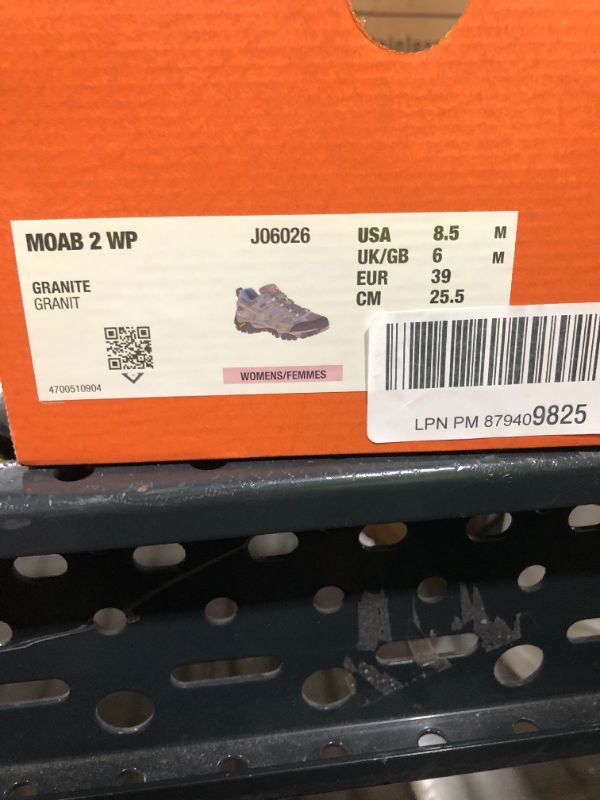 MOAB 2 WP
J06026
GRANITE
GRANIT
4700510904
WOMENS/FEMMES
USA 8.5 M
UK/GB 6 M
EUR 39
CM 25.5
LPN PM 879409825